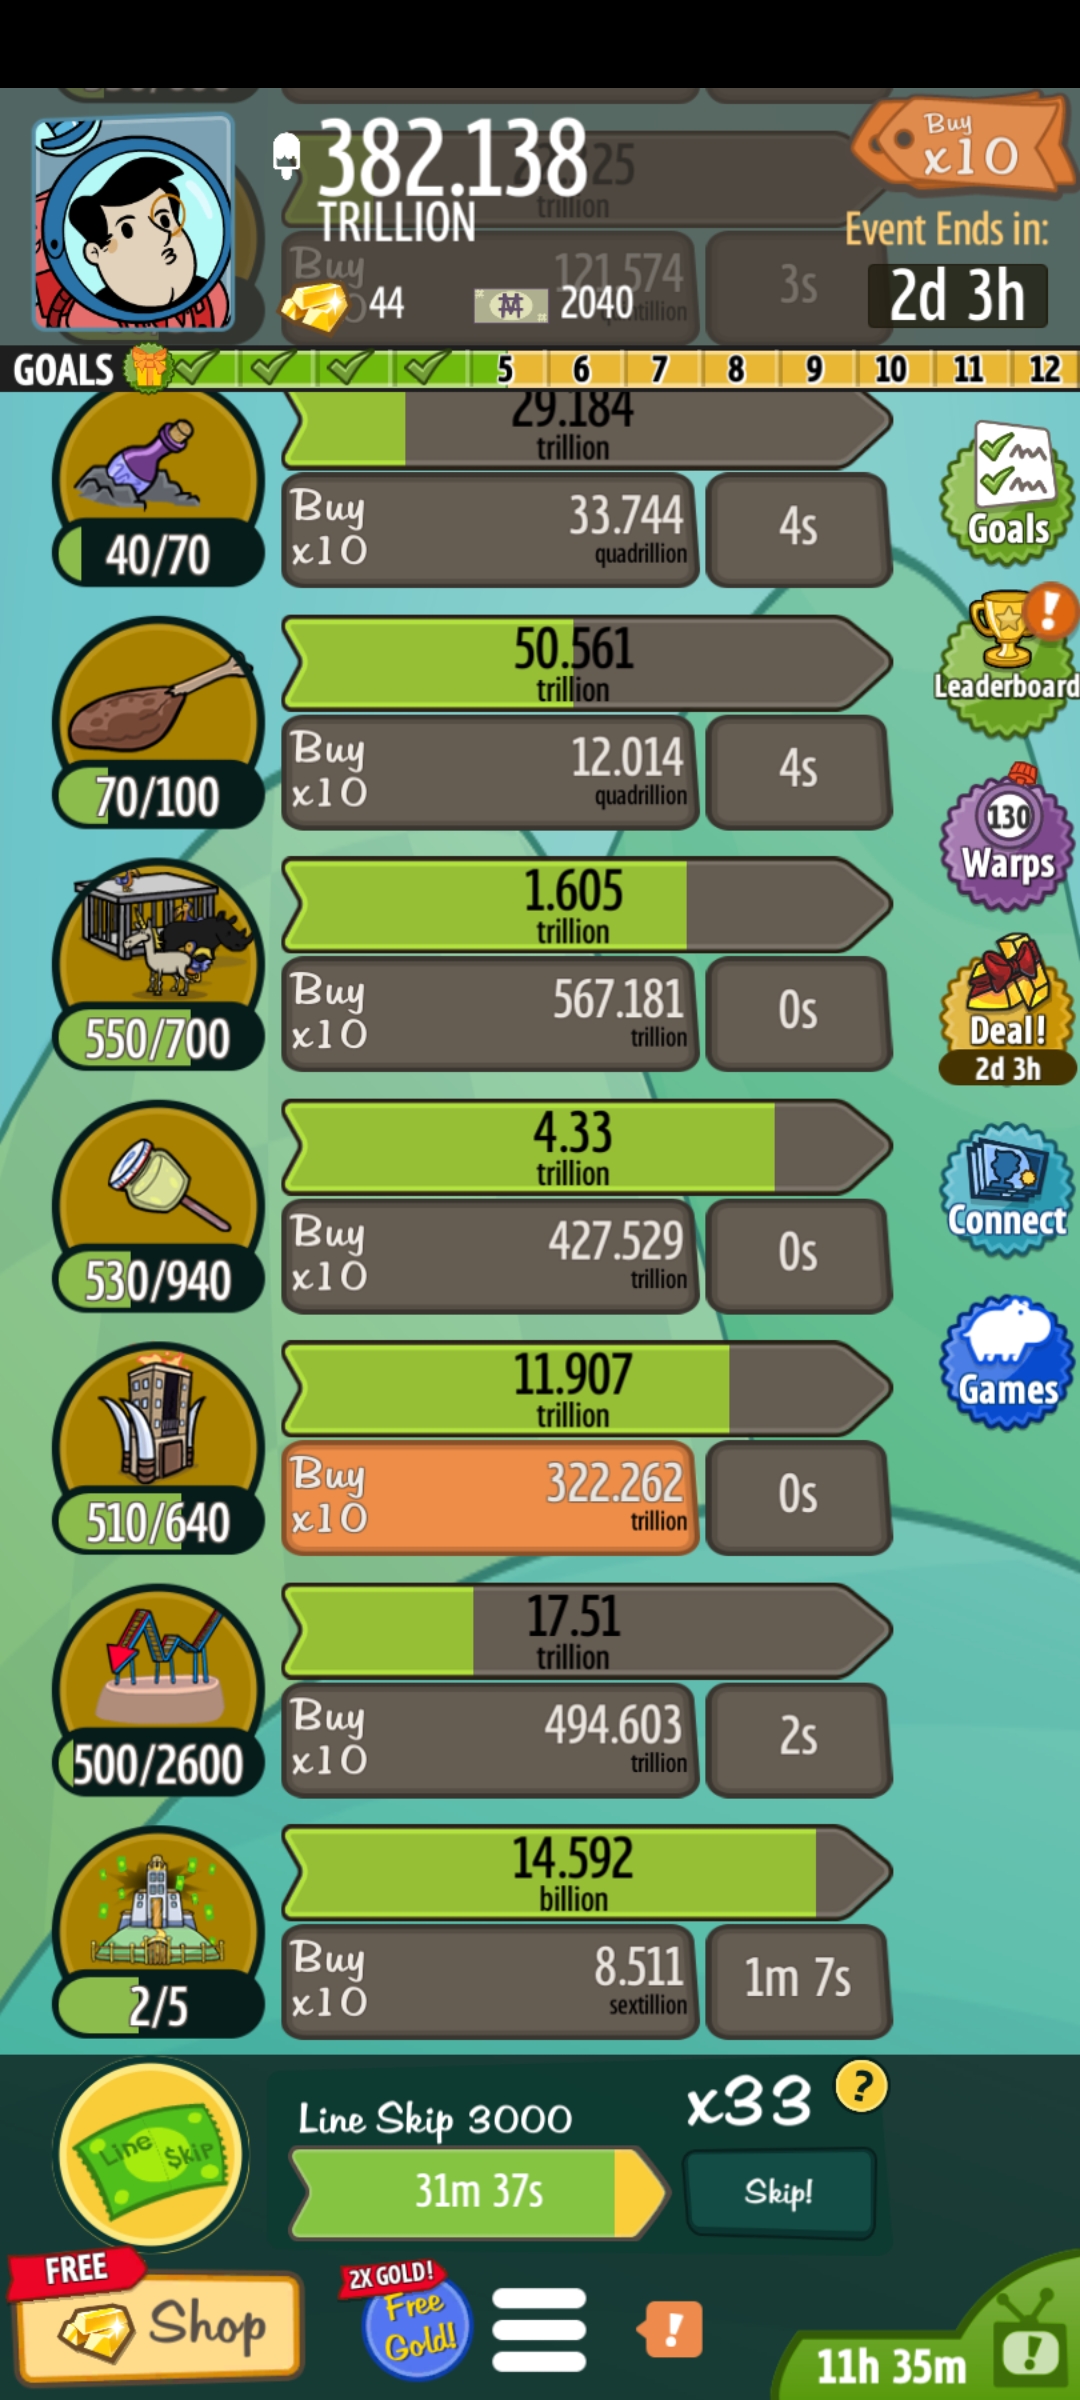 382.138
TRILLION
Buy
x10
Event Ends in:
2d 3h
44
2040
trillion
Buy
121.574
3s
GOALS
5
6
7
8
9
10
11
12
29.184
trillion
Buy
x10
33.744
quadrillion
4s
40/70
Goals
50.561
trillion
Buy
x10
12.014
quadrillion
4s
70/100
Leaderboard
1.605
trillion
Buy
x10
567.181
trillion
0s
550/700
130
Warps
Deal!
2d 3h
4.33
trillion
Buy
x10
427.529
trillion
0s
530/940
Connect
11.907
trillion
Buy
x10
322.262
trillion
0s
510/640
Games
17.51
trillion
Buy
x10
494.603
trillion
2s
500/2600
14.592
billion
Buy
x10
8.511
sextillion
1m 7s
2/5
Line $kip
Line Skip 3000
x33
?
31m 37s
Skip!
FREE
Shop
2X GOLD!
Free
Gold!
!
11h 35m
!